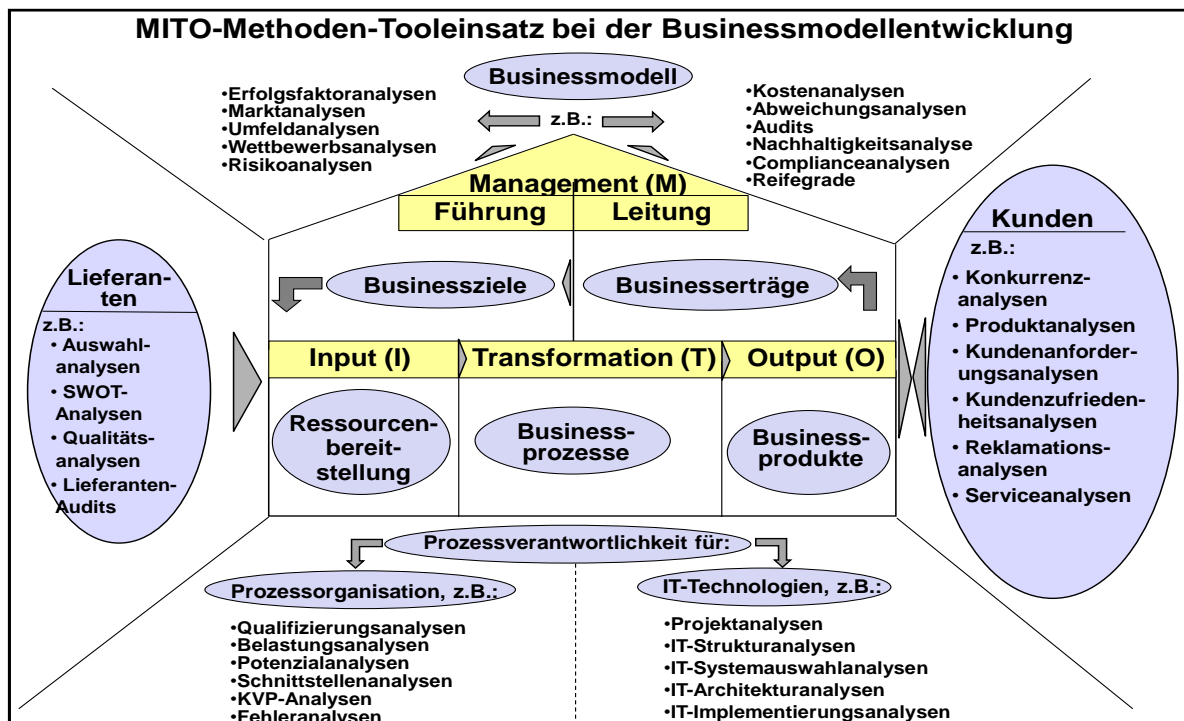 MITO-Methoden-Tooleinsatz bei der Businessmodellentwicklung
Businessmodell
•Erfolgsfaktoranalysen
•Marktanalysen
•Umfeldanalysen
•Wettbewerbsanalysen
•Risikoanalysen
z.B.:
•Kostenanalysen
•Abweichungsanalysen
•Audits
•Nachhaltigkeitsanalyse
•Complianceanalysen
•Reifegrade
Management (M)
Führung
Leitung
Lieferan-
ten
z.B.:
• Auswahl-
analysen
• SWOT-
Analysen
• Qualitäts-
analysen
• Lieferanten-
Audits
Businessziele
Businesserträge
Input (I)
Transformation (T)
Output (O)
Ressourcen-
bereit-
stellung
Business-
prozesse
Business-
produkte
Kunden
z.B.:
• Konkurrenz-
analysen
• Produktanalysen
• Kundenanforder-
ungsanalysen
• Kundenzufrieden-
heitsanalysen
• Reklamations-
analysen
• Serviceanalysen
Prozessverantwortlichkeit für:
Prozessorganisation, z.B.:
•Qualifizierungsanalysen
•Belastungsanalysen
•Potenzialanalysen
•Schnittstellenanalysen
•KVP-Analysen
•Fehleranalysen
IT-Technologien, z.B.:
•Projektanalysen
•IT-Strukturanalysen
•IT-Systemauswahlanalysen
•IT-Architekturanalysen
•IT-Implementierungsanalysen